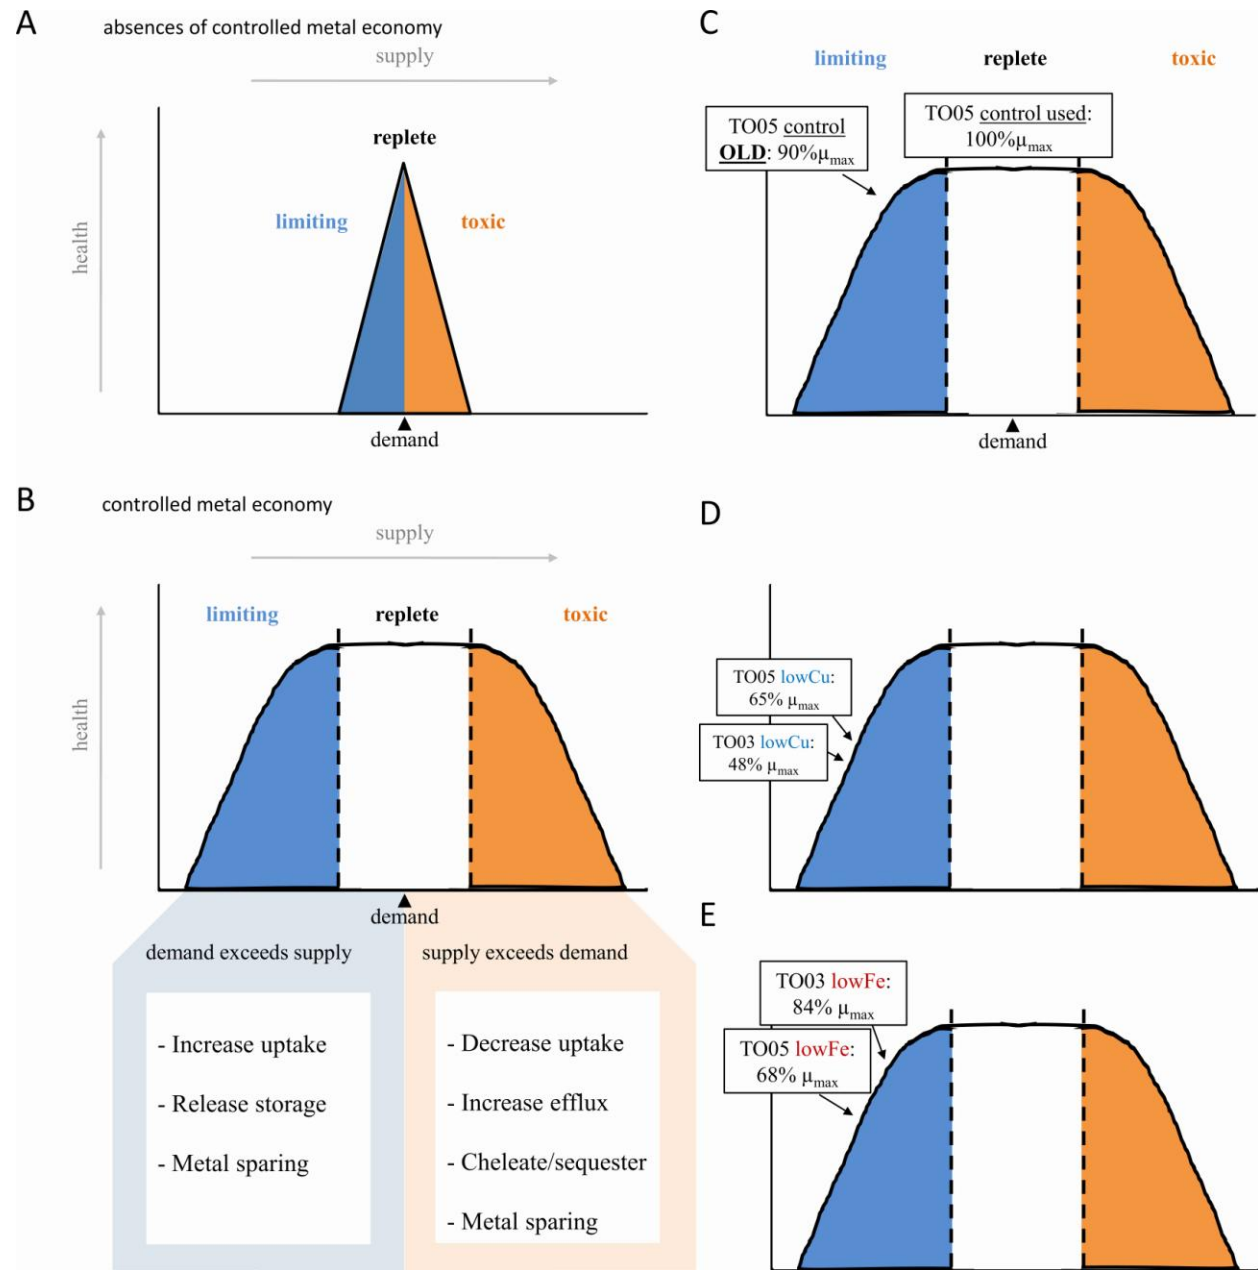 A
absences of controlled metal economy
supply
health
replete
limiting
toxic
demand
B
controlled metal economy
supply
health
limiting
replete
toxic
demand
demand exceeds supply
- Increase uptake
- Release storage
- Metal sparing
supply exceeds demand
- Decrease uptake
- Increase efflux
- Cheleate/sequester
- Metal sparing
C
limiting
replete
toxic
TO05 control
OLD: 90%μmax
TO05 control used:
100%μmax
demand
D
TO05 lowCu:
65% μmax
TO03 lowCu:
48% μmax
E
TO03 lowFe:
84% μmax
TO05 lowFe:
68% μmax